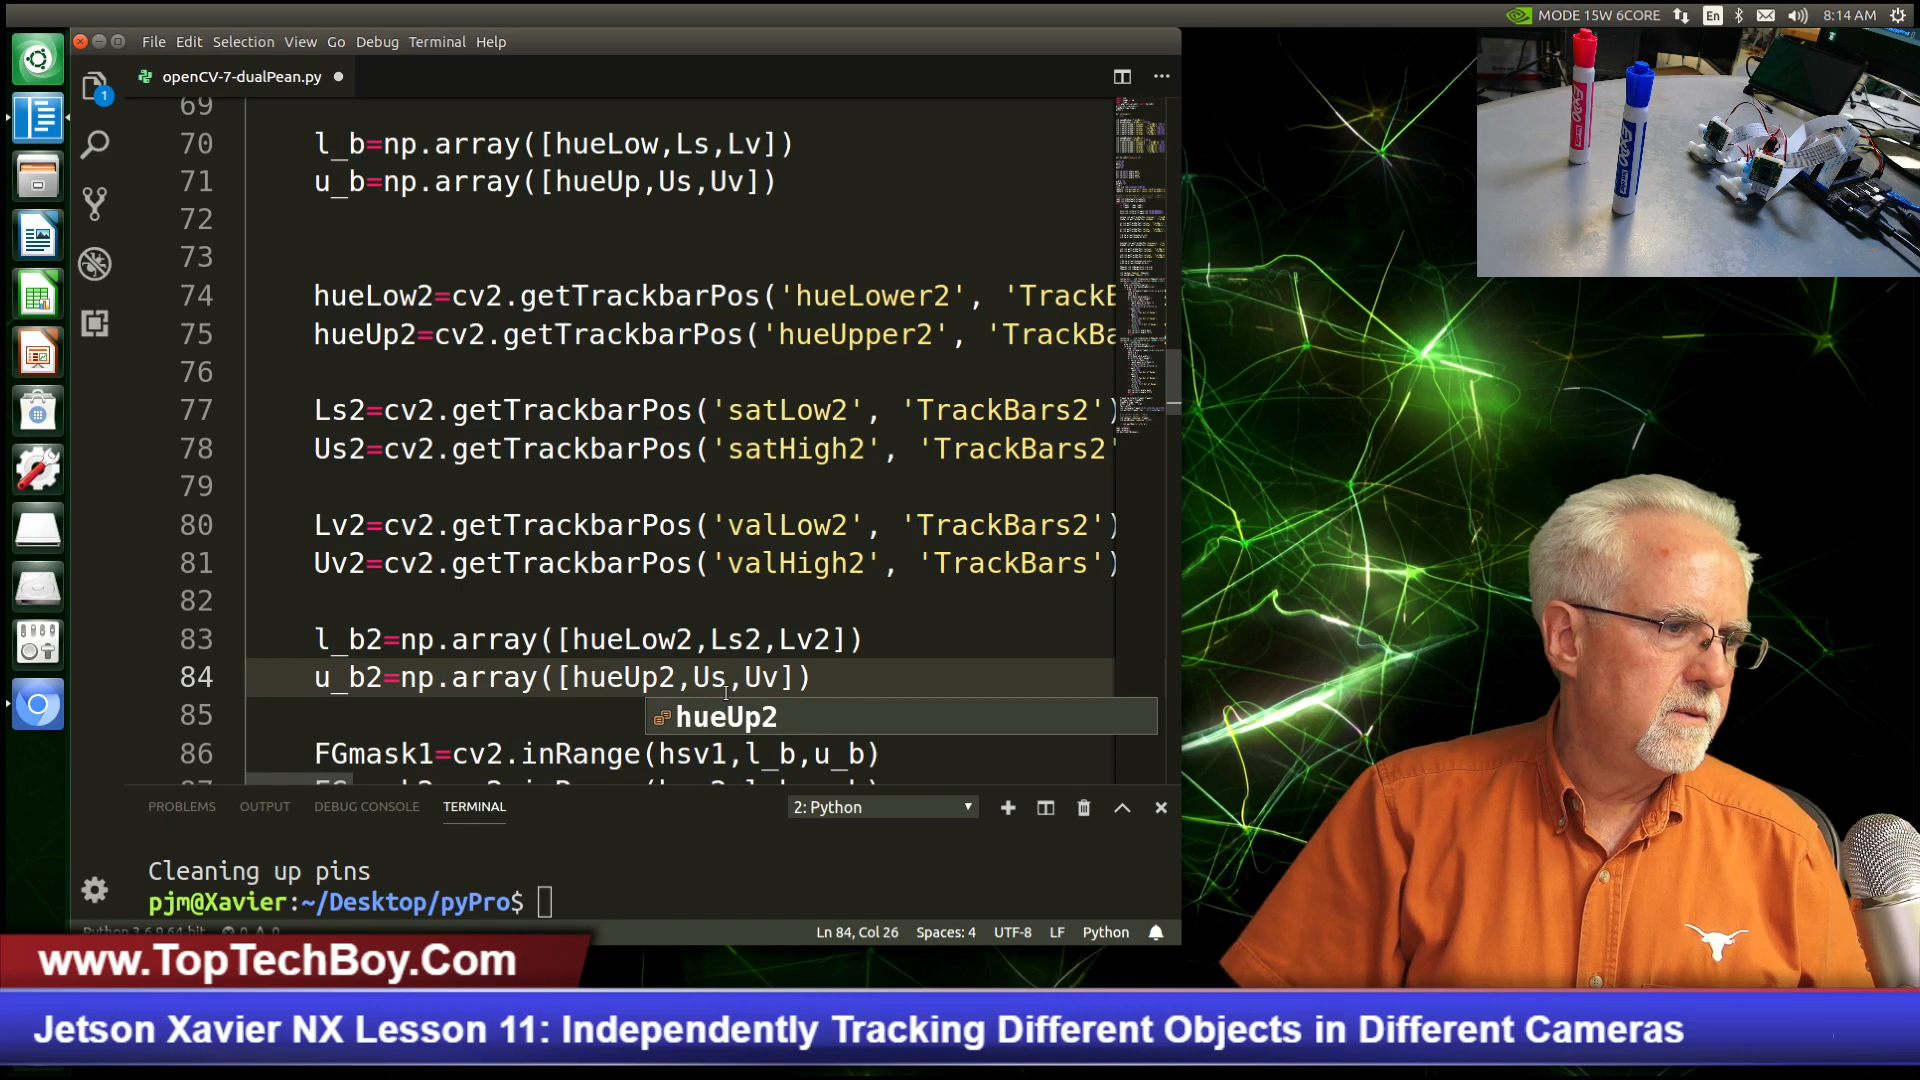 MODE 15W 6CORE En 8:14 AM
File Edit Selection View Go Debug Terminal Help
openCV-7-dualPean.py
1
69
70 l_b=np.array([hueLow,Ls,Lv])
71 u_b=np.array([hueUp,Us,Uv])
72
73
74 hueLow2=cv2.getTrackbarPos('hueLower2', 'TrackB
75 hueUp2=cv2.getTrackbarPos('hueUpper2', 'TrackBa
76
77 Ls2=cv2.getTrackbarPos('satLow2', 'TrackBars2')
78 Us2=cv2.getTrackbarPos('satHigh2', 'TrackBars2'
79
80 Lv2=cv2.getTrackbarPos('valLow2', 'TrackBars2')
81 Uv2=cv2.getTrackbarPos('valHigh2', 'TrackBars')
82
83 l_b2=np.array([hueLow2,Ls2,Lv2])
84 u_b2=np.array([hueUp2,Us,Uv])
85
hueUp2
86 FGmask1=cv2.inRange(hsv1,l_b,u_b)
PROBLEMS OUTPUT DEBUG CONSOLE TERMINAL 2: Python
Cleaning up pins
pjm@Xavier:~/Desktop/pyPro$
Ln 84, Col 26 Spaces: 4 UTF-8 LF Python
EXPO
EXPO
www.TopTechBoy.Com
Jetson Xavier NX Lesson 11: Independently Tracking Different Objects in Different Cameras